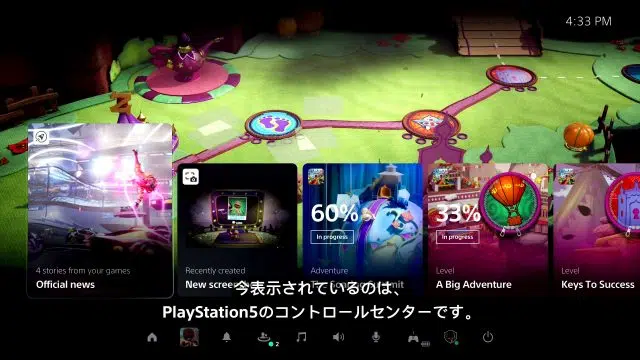 4:33 PM
60%
In progress
33%
In progress
4 stories from your games
Official news
Recently created
New screen
Adventure
Level
A Big Adventure
Level
Keys To Success
今表示されているのは、
PlayStation5のコントロールセンターです。
2